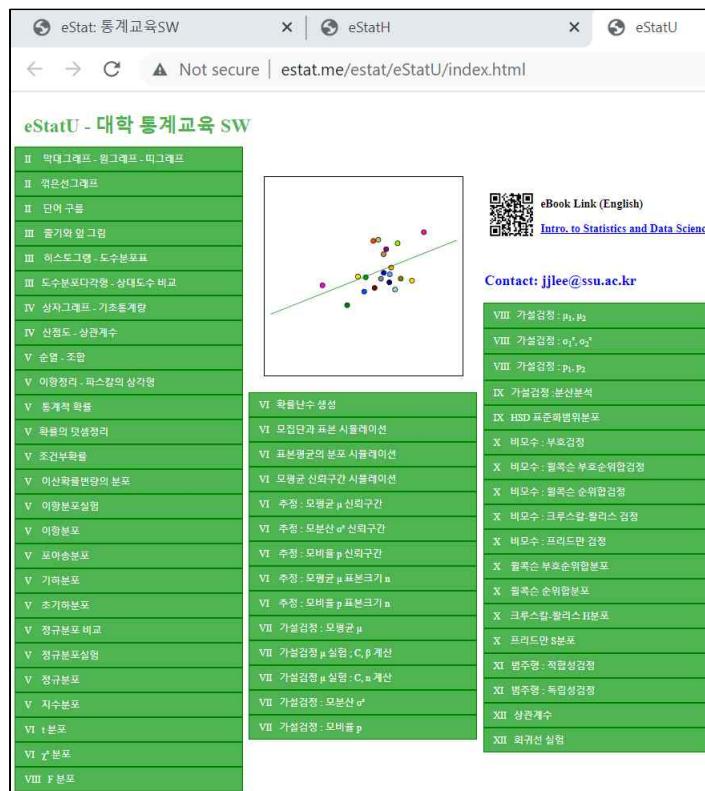 eStat: 통계교육SW
eStatH
eStatU
Not secure | estat.me/estat/eStatU/index.html
eStatU - 대학 통계교육 SW
II 막대그래프 - 원그래프 - 띠그래프
II 꺾은선그래프
II 단어 구름
III 줄기와 잎 그림
III 히스토그램 - 도수분포표
III 도수분포다각형 - 상대도수 비교
IV 상자그래프 - 기초통계량
IV 산점도 - 상관계수
V 순열 - 조합
V 이항정리 - 파스칼의 삼각형
V 통계적 확률
V 확률의 덧셈정리
V 조건부확률
V 이산확률변량의 분포
V 이항분포실험
V 이항분포
V 포아송분포
V 기하분포
V 초기하분포
V 정규분포 비교
V 정규분포실험
V 정규분포
V 지수분포
VI t 분포
VI χ² 분포
VIII F 분포
VI 확률난수 생성
VI 모집단과 표본 시뮬레이션
VI 표본평균의 분포 시뮬레이션
VI 모평균 신뢰구간 시뮬레이션
VI 추정 : 모평균 μ 신뢰구간
VI 추정 : 모분산 σ² 신뢰구간
VI 추정 : 모비율 p 신뢰구간
VI 추정 : 모평균 μ 표본크기 n
VI 추정 : 모비율 p 표본크기 n
VII 가설검정 : 모평균 μ
VII 가설검정 μ 실험 ; C, β 계산
VII 가설검정 μ 실험 : C, n 계산
VII 가설검정 : 모분산 σ²
VII 가설검정 : 모비율 p
eBook Link (English)
Intro. to Statistics and Data Scienc
Contact: jjlee@ssu.ac.kr
VIII 가설검정 : μ₁, μ₂
VIII 가설검정 : σ₁², σ₂²
VIII 가설검정 : p₁, p₂
IX 가설검정 :분산분석
IX HSD 표준화범위분포
X 비모수 : 부호검정
X 비모수 : 윌콕슨 부호순위합검정
X 비모수 : 윌콕슨 순위합검정
X 비모수 : 크루스칼-왈리스 검정
X 비모수 : 프리드만 검정
X 윌콕슨 부호순위합분포
X 윌콕슨 순위합분포
X 크루스칼-왈리스 H분포
X 프리드만 S분포
XI 범주형 : 적합성검정
XI 범주형 : 독립성검정
XII 상관계수
XII 회귀선 실험